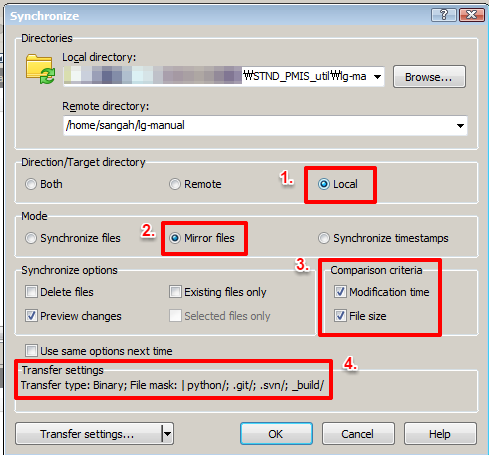 Synchronize
Directories
Local directory:
\STND_PMIS_util\lg-ma
Browse...
Remote directory:
/home/sangah/lg-manual
Direction/Target directory
1.
Both
Remote
Local
Mode
2.
Synchronize files
Mirror files
Synchronize timestamps
3.
Synchronize options
Comparison criteria
Delete files
Existing files only
Modification time
Preview changes
Selected files only
File size
Use same options next time
4.
Transfer settings
Transfer type: Binary; File mask: | python/; .git/; .svn/; _build/
Transfer settings...
OK
Cancel
Help